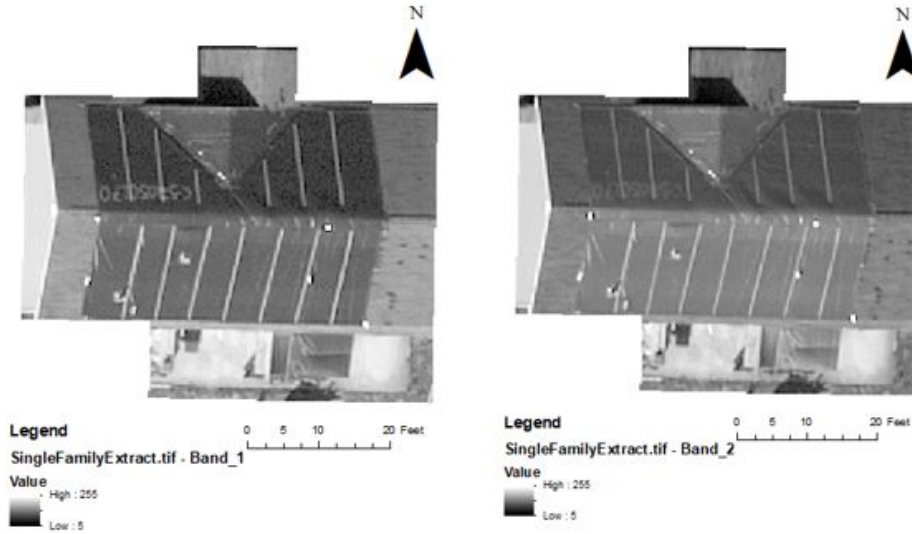 N
N
Legend
0 5 10 20 Feet
SingleFamilyExtract.tif - Band_1
Value
High : 255
Low : 5
Legend
0 5 10 20 Feet
SingleFamilyExtract.tif - Band_2
Value
High : 255
Low : 5